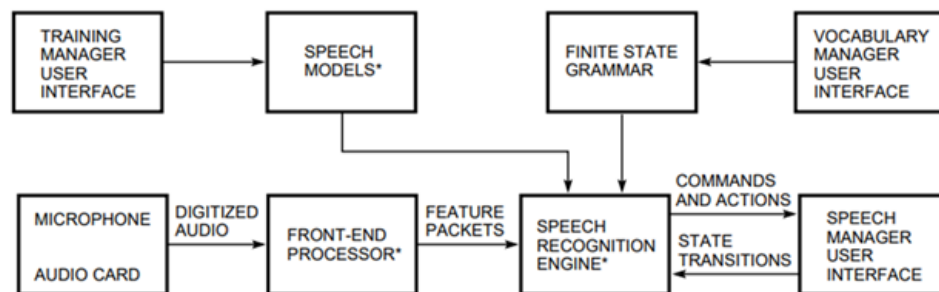 TRAINING
MANAGER
USER
INTERFACE
SPEECH
MODELS*
FINITE STATE
GRAMMAR
VOCABULARY
MANAGER
USER
INTERFACE
MICROPHONE
AUDIO CARD
DIGITIZED
AUDIO
FRONT-END
PROCESSOR*
FEATURE
PACKETS
SPEECH
RECOGNITION
ENGINE*
COMMANDS
AND ACTIONS
STATE
TRANSITIONS
SPEECH
MANAGER
USER
INTERFACE